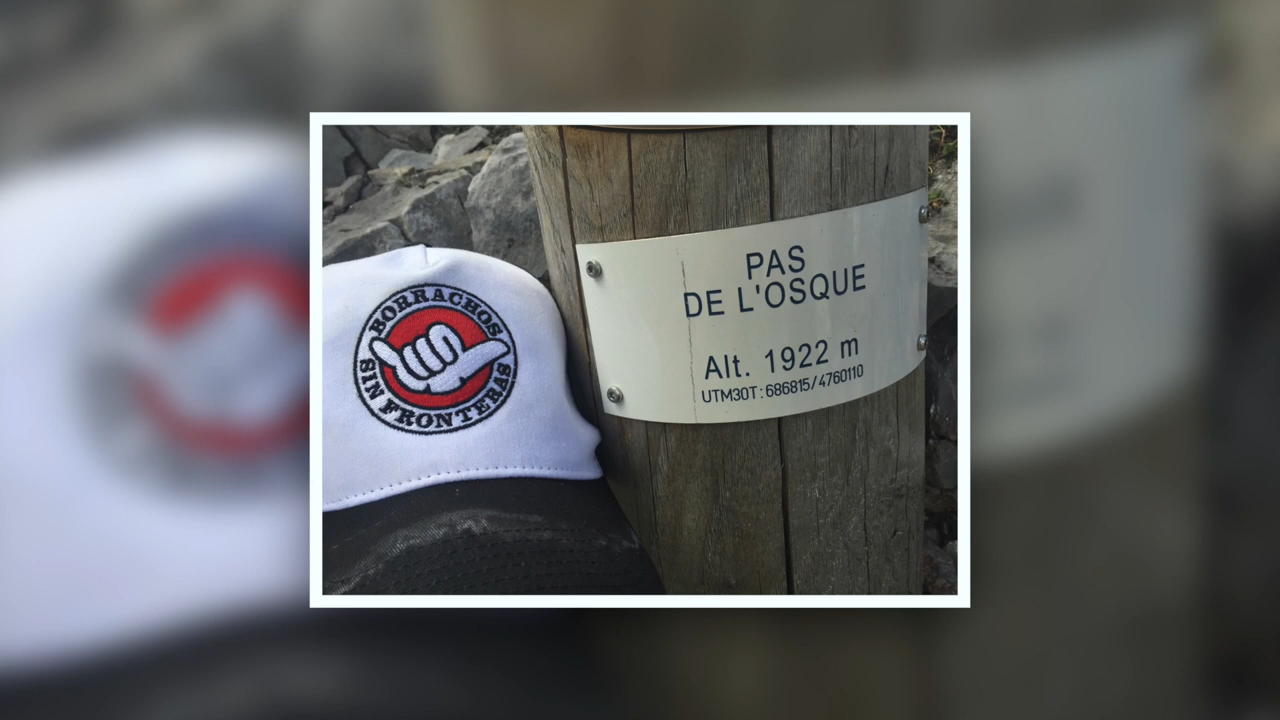 BORRACHOS
SIN FRONTERAS
PAS
DE L'OSQUE
Alt. 1922 m
UTM30T: 686815/4760110